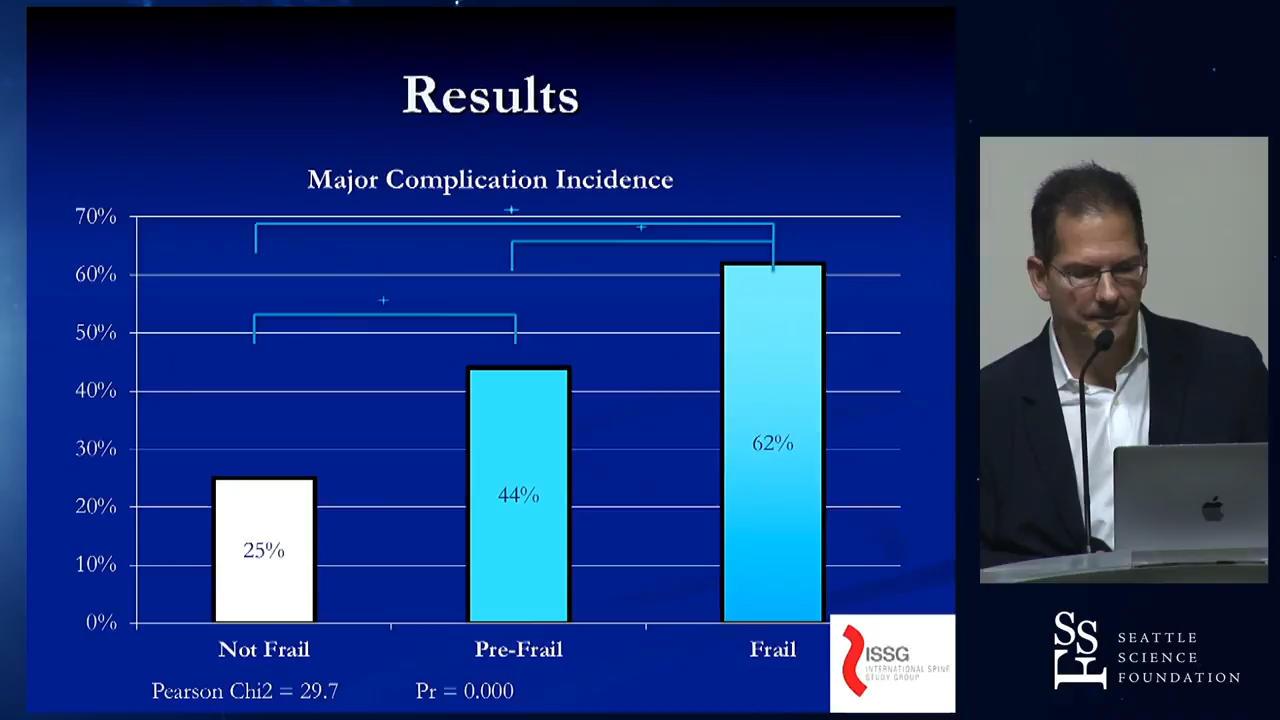 Results
Major Complication Incidence
70%
60%
50%
40%
30%
20%
10%
0%
25%
44%
62%
Not Frail
Pre-Frail
Frail
Pearson Chi2 = 29.7
Pr = 0.000
ISSG
INTERNATIONAL SPINE
STUDY GROUP
SSF
SEATTLE
SCIENCE
FOUNDATION